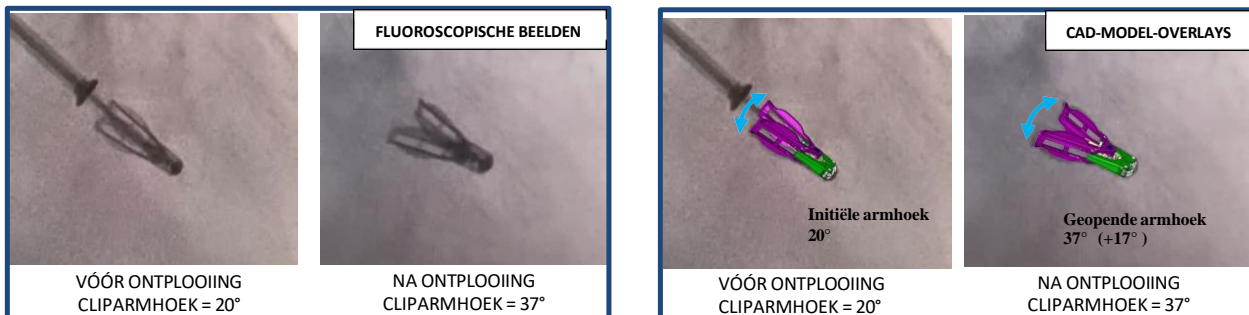 FLUOROSCOPISCHE BEELDEN
VÓÓR ONTPLOOIING
CLIPARMHOEK = 20°
NA ONTPLOOIING
CLIPARMHOEK = 37°
CAD-MODEL-OVERLAYS
Initiële armhoek
20°
Geopende armhoek
37° (+17° )
VÓÓR ONTPLOOIING
CLIPARMHOEK = 20°
NA ONTPLOOIING
CLIPARMHOEK = 37°